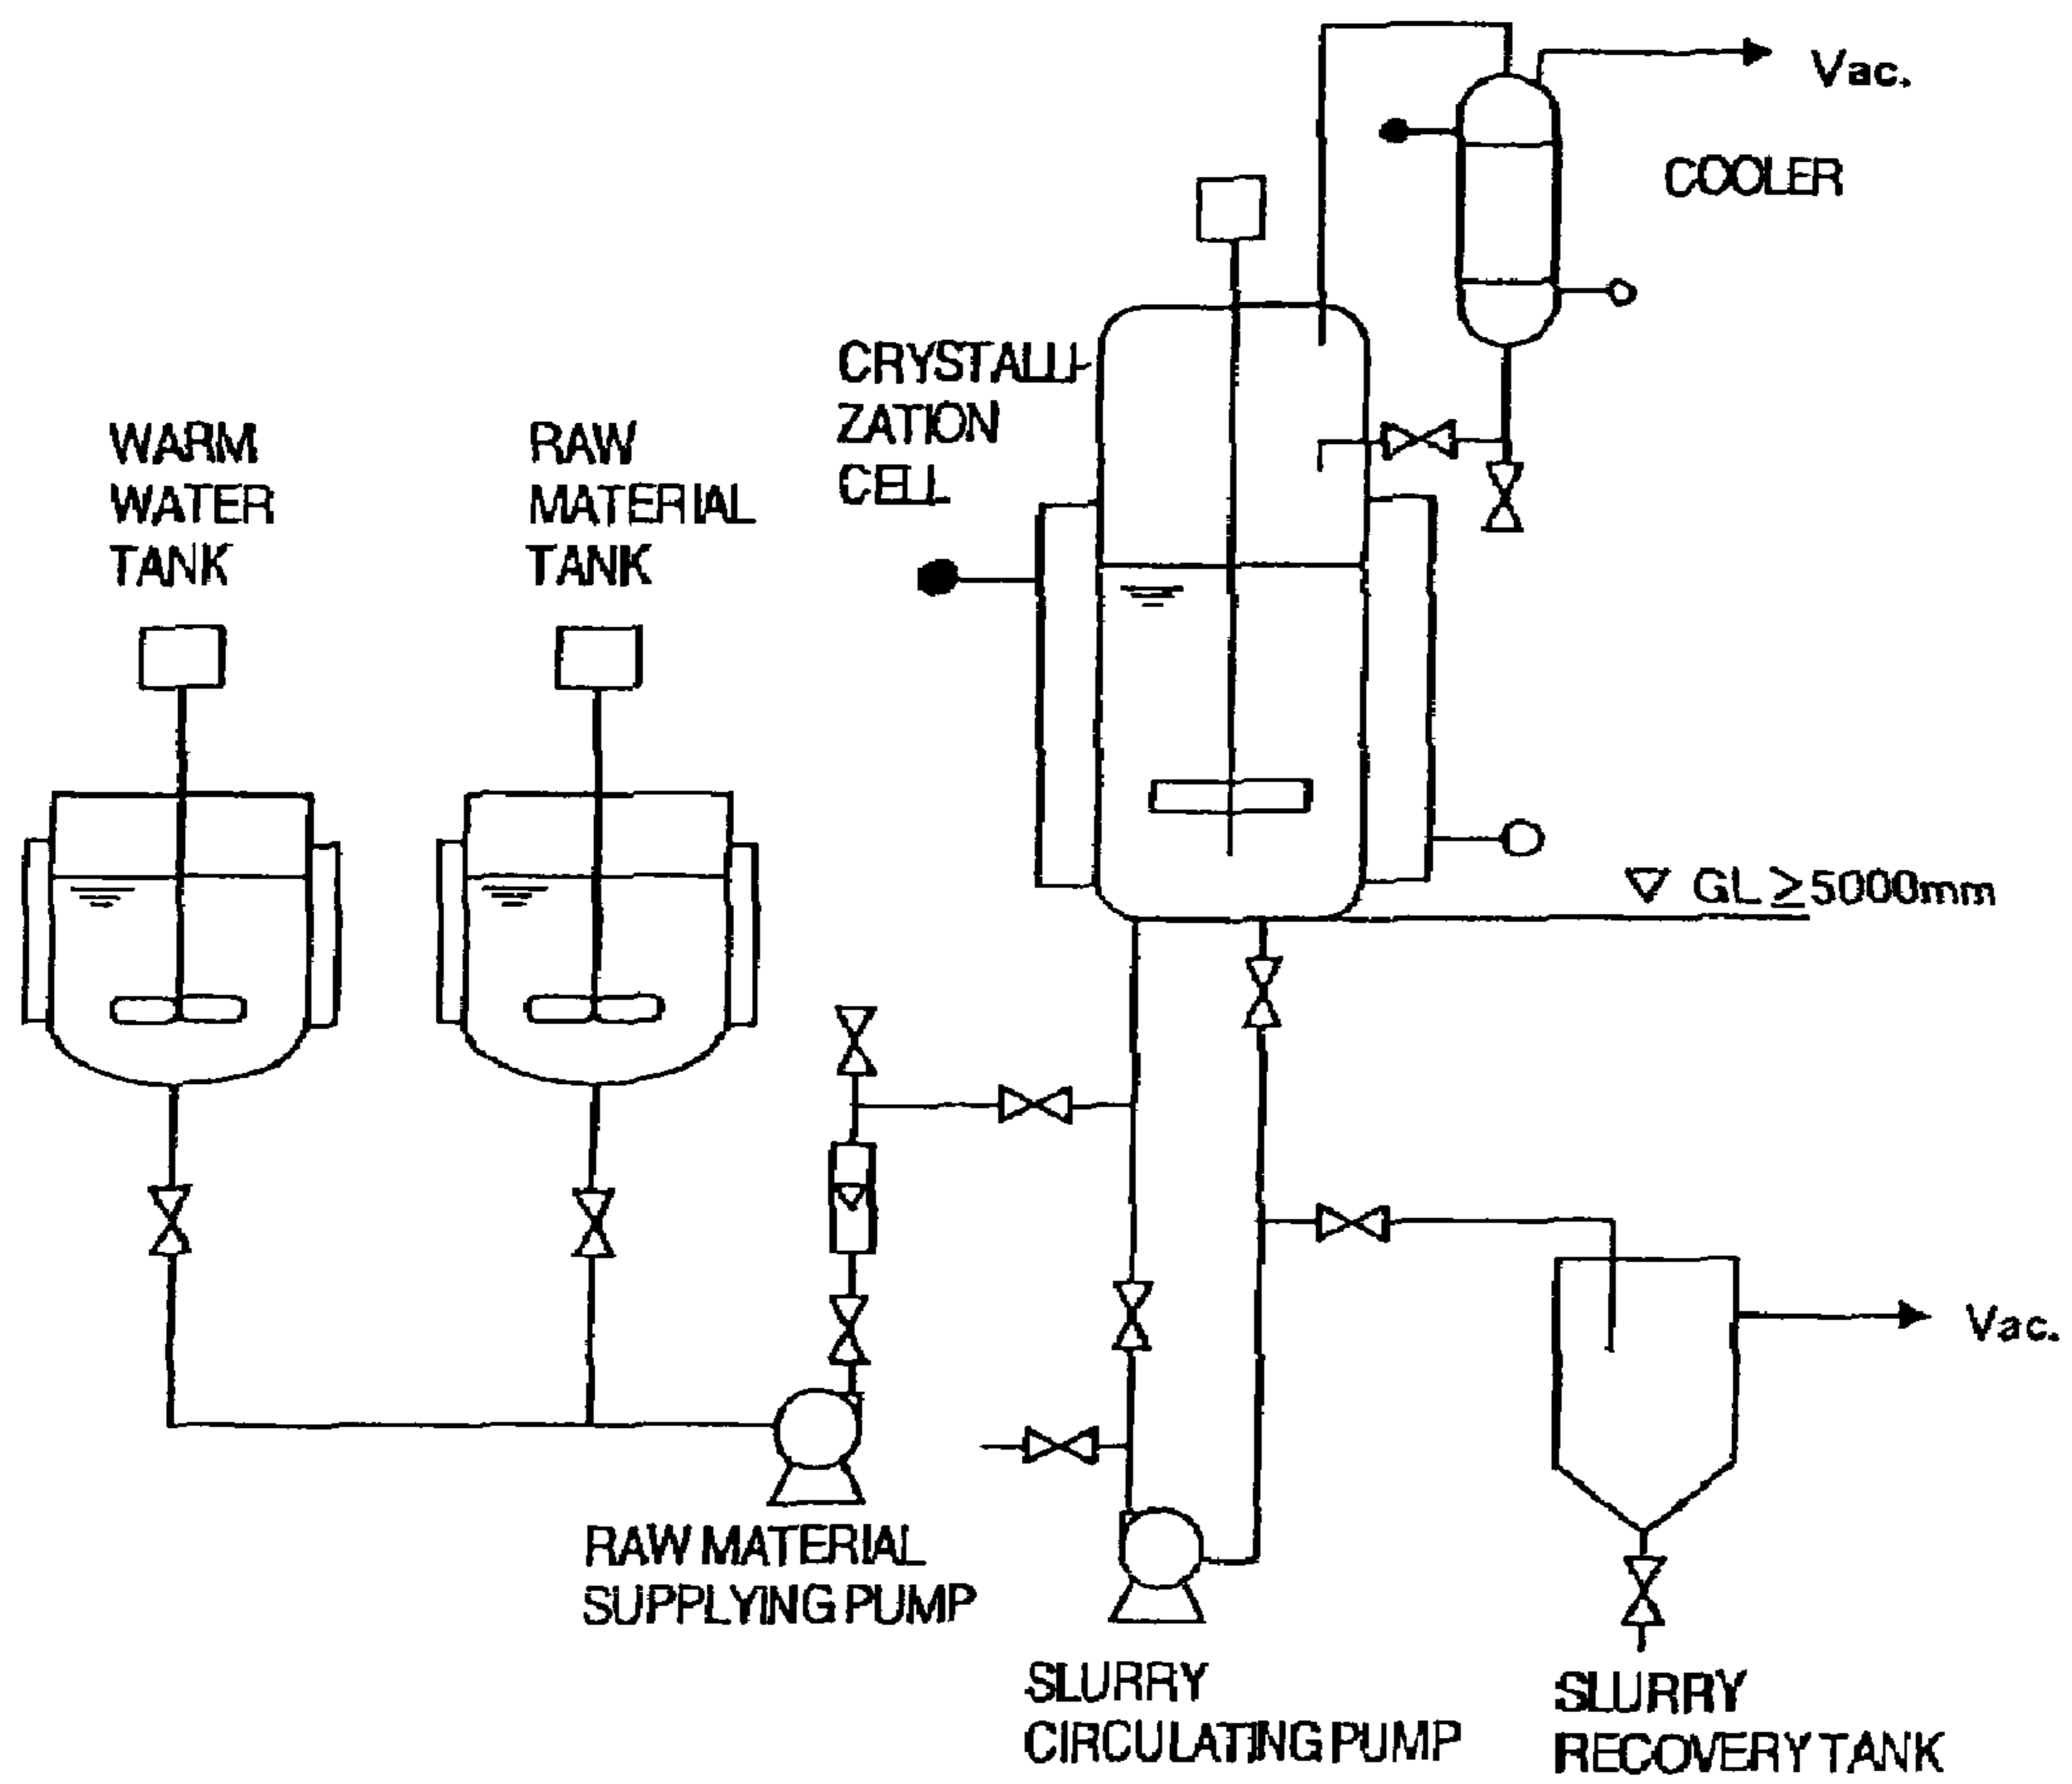 Vac.
COOLER
CRYSTALLI-
ZATION
CELL
WARM
WATER
TANK
RAW
MATERIAL
TANK
GL ≥5000mm
Vac.
RAW MATERIAL
SUPPLYING PUMP
SLURRY
CIRCULATING PUMP
SLURRY
RECOVERY TANK